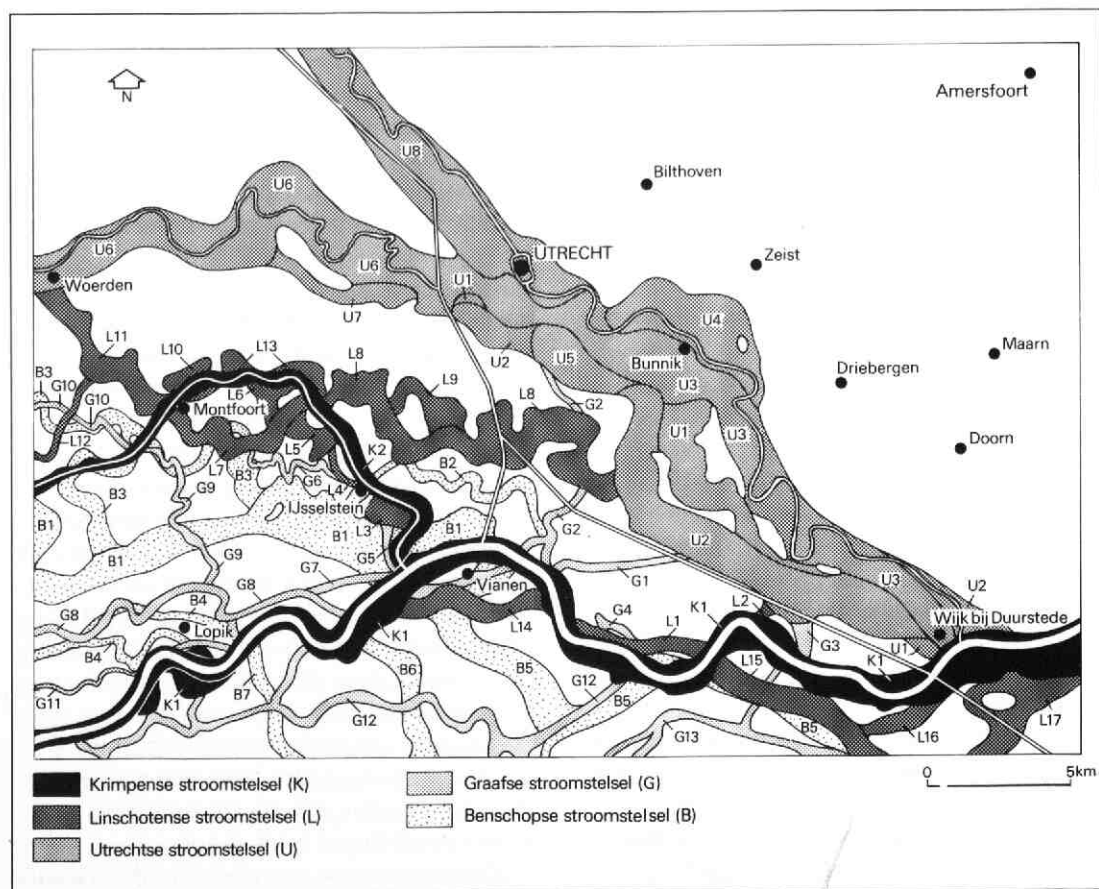 N
Amersfoort
U8
Bilthoven
U6
UTRECHT
Zeist
U6
U6
U1
U4
Woerden
U7
U5
Bunnik
Maarn
L11
L10
L13
L8
U2
U3
Driebergen
B3
G10
L6
L9
L8
G10
Montfoort
G2
U1
U3
Doorn
L12
L5
K2
L7
B3
G6
B2
G9
L4
B3
IJsselstein
B1
B1
L3
B1
G2
U2
G9
G5
G7
G1
U3
U2
G8
Vianen
G8
B4
G4
L2
Wijk bij Duurstede
Lopik
K1
L14
L1
K1
G3
U1
B4
L15
K1
B6
B5
G12
K1
B7
B5
G11
G12
B5
L17
G13
L16
Krimpense stroomstelsel (K)
Graafse stroomstelsel (G)
0
5km
Linschotense stroomstelsel (L)
Benschopse stroomstelsel (B)
Utrechtse stroomstelsel (U)